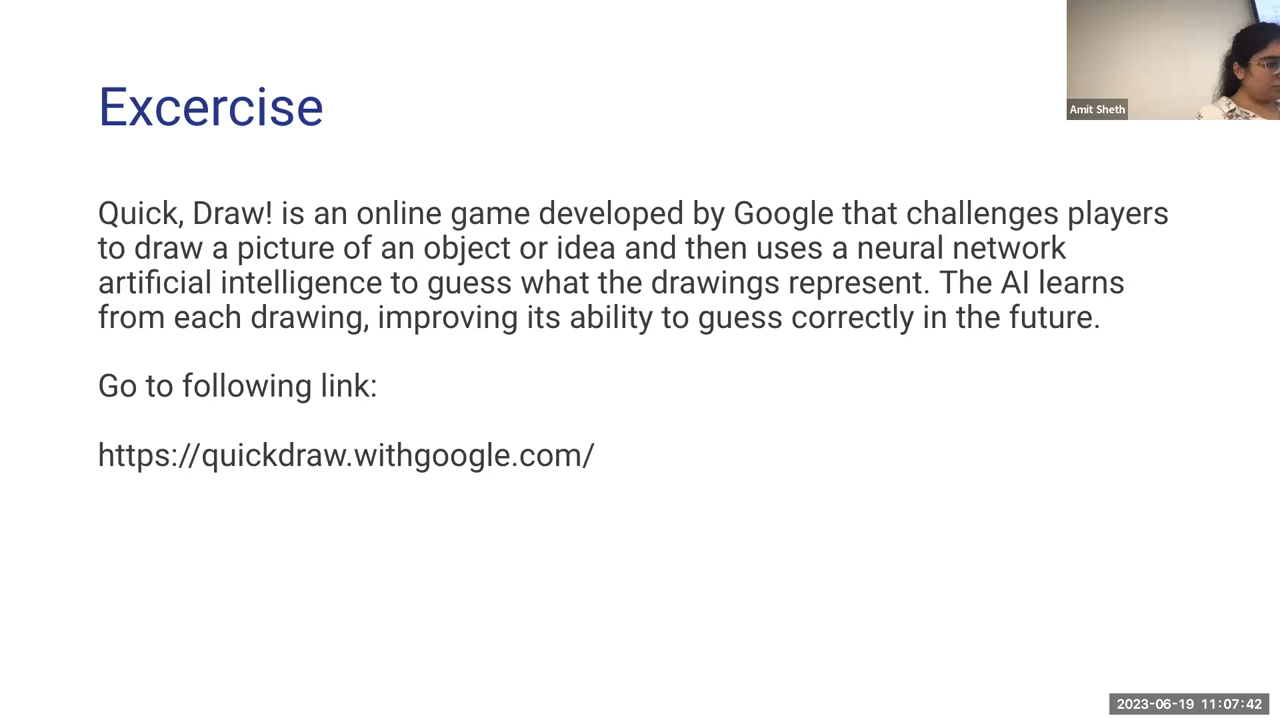 Excercise
Amit Sheth
Quick, Draw! is an online game developed by Google that challenges players
to draw a picture of an object or idea and then uses a neural network
artificial intelligence to guess what the drawings represent. The AI learns
from each drawing, improving its ability to guess correctly in the future.
Go to following link:
https://quickdraw.withgoogle.com/
2023-06-19 11:07:42